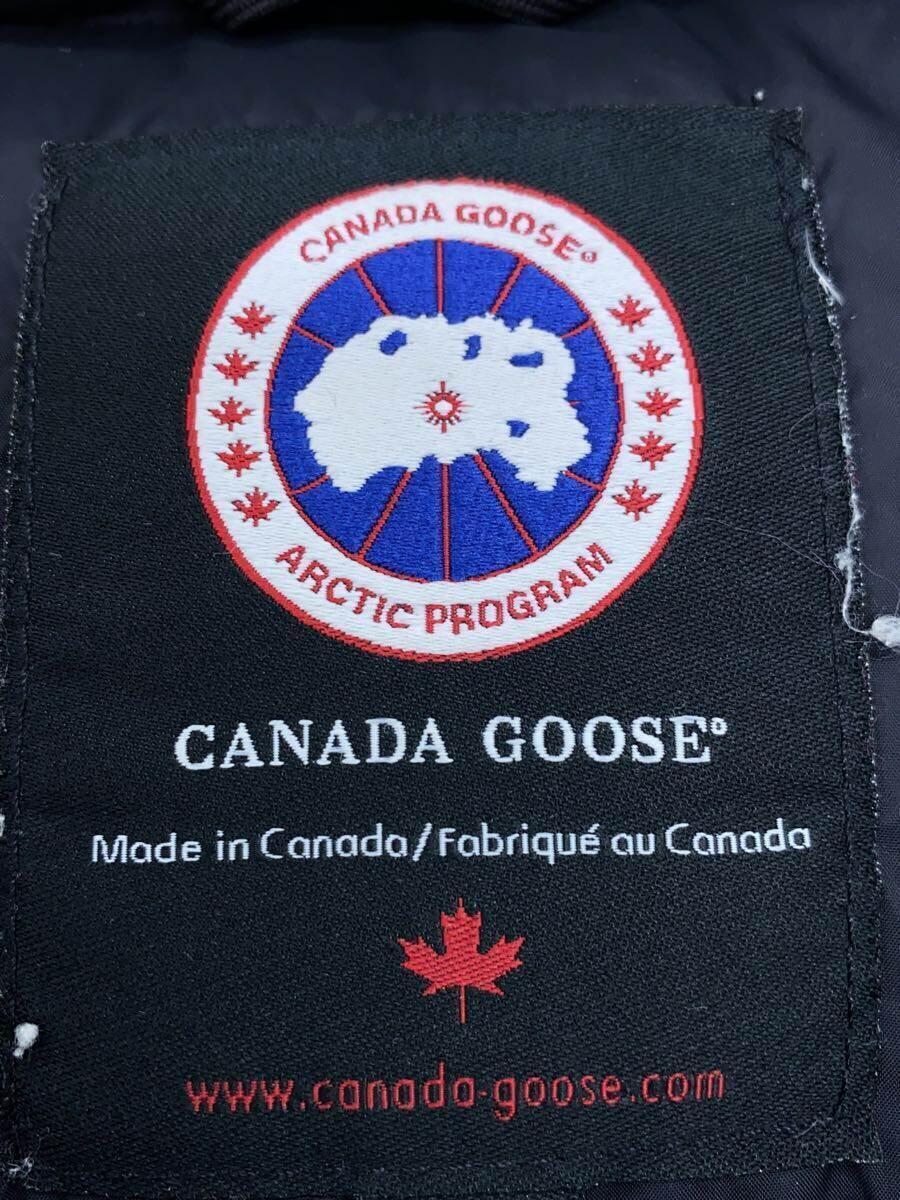 CANADA GOOSE®
ARCTIC PROGRAM
CANADA GOOSE®
Made in Canada/Fabriqué au Canada
www.canada-goose.com